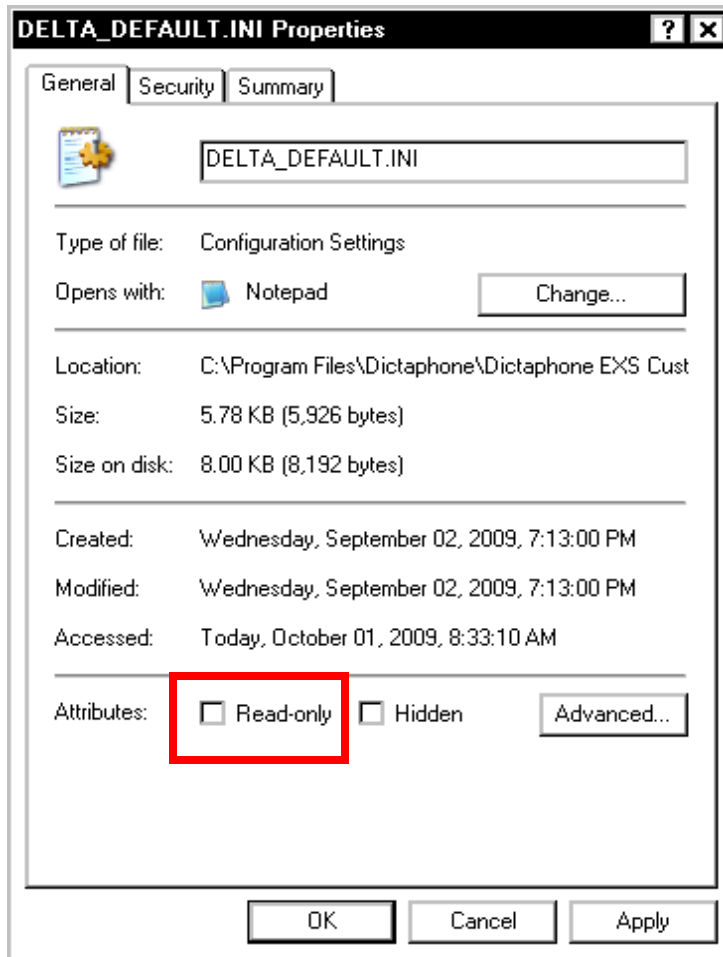 DELTA_DEFAULT.INI Properties
General Security Summary
DELTA_DEFAULT.INI
Type of file: Configuration Settings
Opens with: Notepad Change...
Location: C:\Program Files\Dictaphone\Dictaphone EXS Cust
Size: 5.78 KB (5,926 bytes)
Size on disk: 8.00 KB (8,192 bytes)
Created: Wednesday, September 02, 2009, 7:13:00 PM
Modified: Wednesday, September 02, 2009, 7:13:00 PM
Accessed: Today, October 01, 2009, 8:33:10 AM
Attributes: Read-only Hidden Advanced...
OK Cancel Apply